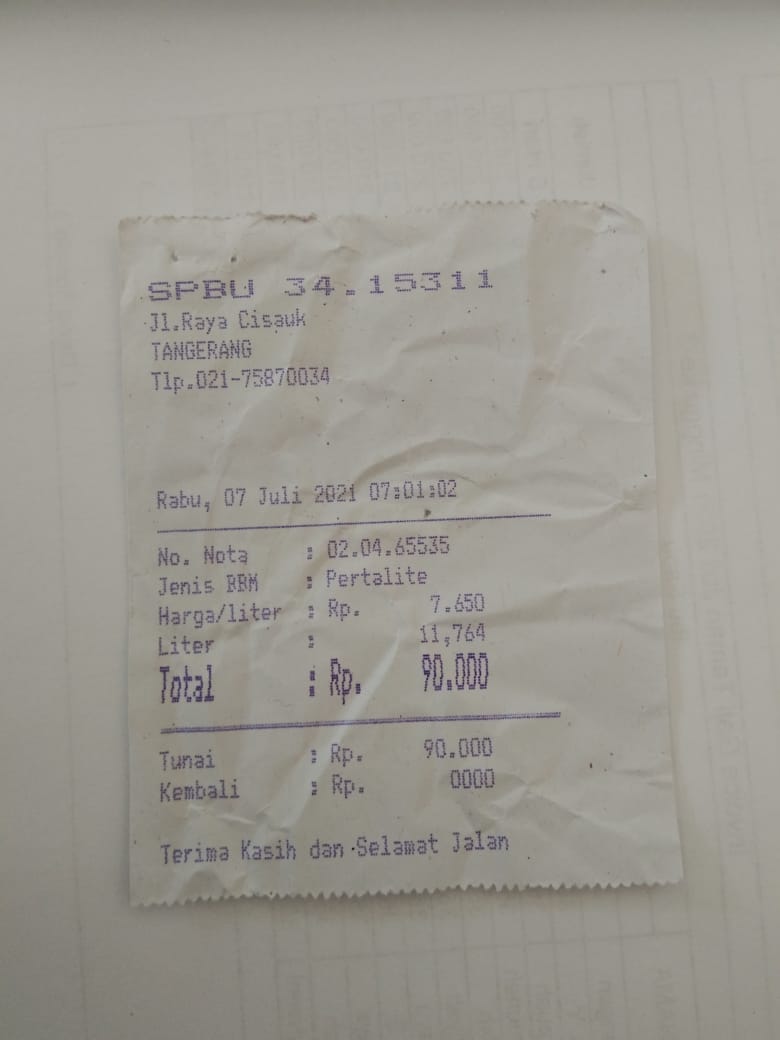 SPBU 34.15311
Jl.Raya Cisauk
TANGERANG
Tlp.021-75870034
Rabu, 07 Juli 2021 07:01:02
No. Nota : 02.04.65535
Jenis BBM : Pertalite
Harga/liter : Rp. 7.650
Liter : 11,764
Total : Rp. 90.000
Tunai : Rp. 90.000
Kembali : Rp. 0000
Terima Kasih dan Selamat Jalan